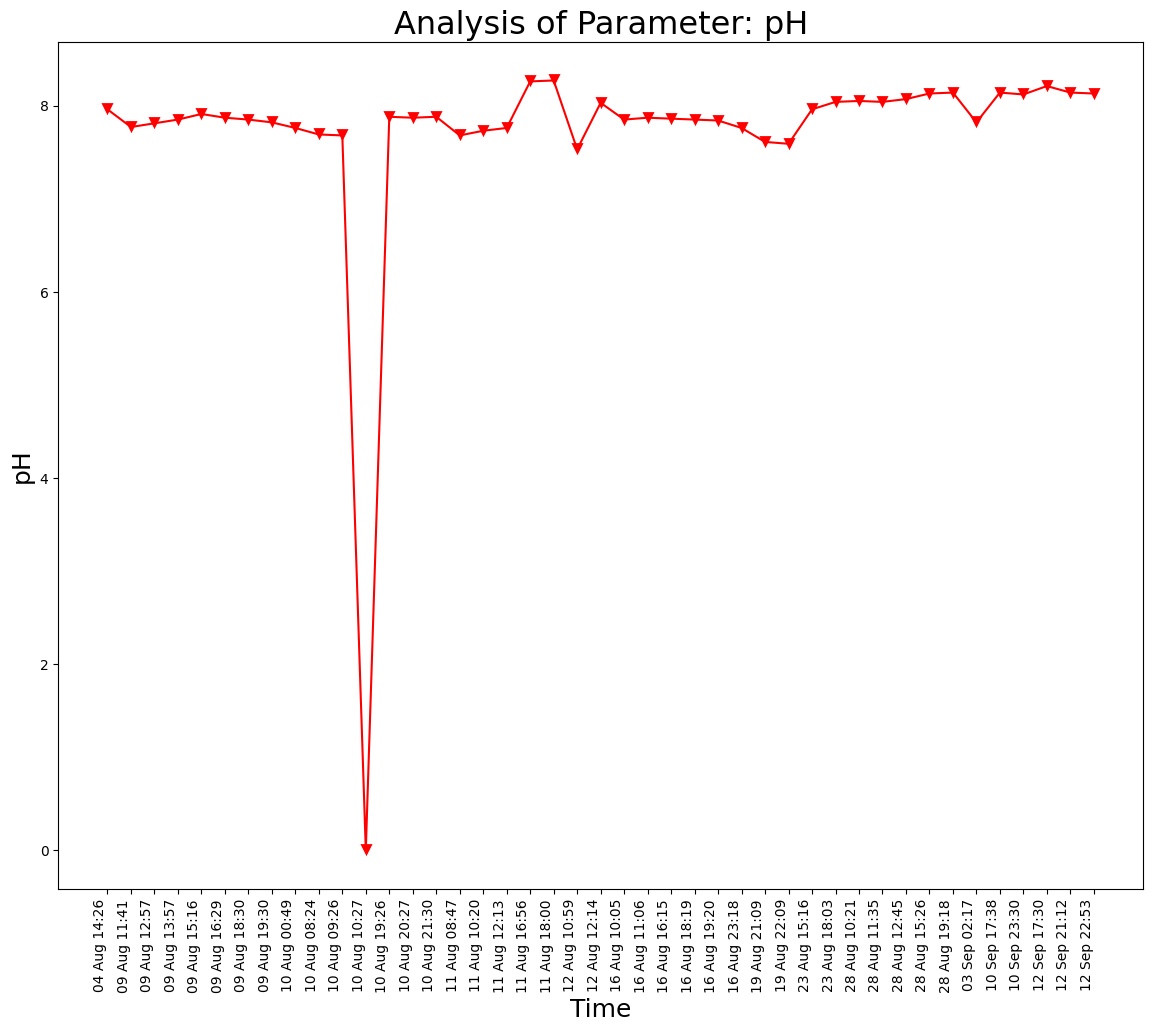 Analysis of Parameter: pH
8
6
4
2
0
pH
04 Aug 14:26
09 Aug 11:41
09 Aug 12:57
09 Aug 13:57
09 Aug 15:16
09 Aug 16:29
09 Aug 18:30
09 Aug 19:30
10 Aug 00:49
10 Aug 08:24
10 Aug 09:26
10 Aug 10:27
10 Aug 19:26
10 Aug 20:27
10 Aug 21:30
11 Aug 08:47
11 Aug 10:20
11 Aug 12:13
11 Aug 16:56
11 Aug 18:00
12 Aug 10:59
12 Aug 12:14
16 Aug 10:05
16 Aug 11:06
16 Aug 16:15
16 Aug 18:19
16 Aug 19:20
16 Aug 23:18
19 Aug 21:09
19 Aug 22:09
23 Aug 15:16
23 Aug 18:03
28 Aug 10:21
28 Aug 11:35
28 Aug 12:45
28 Aug 15:26
28 Aug 19:18
03 Sep 02:17
10 Sep 17:38
10 Sep 23:30
12 Sep 17:30
12 Sep 21:12
12 Sep 22:53
Time